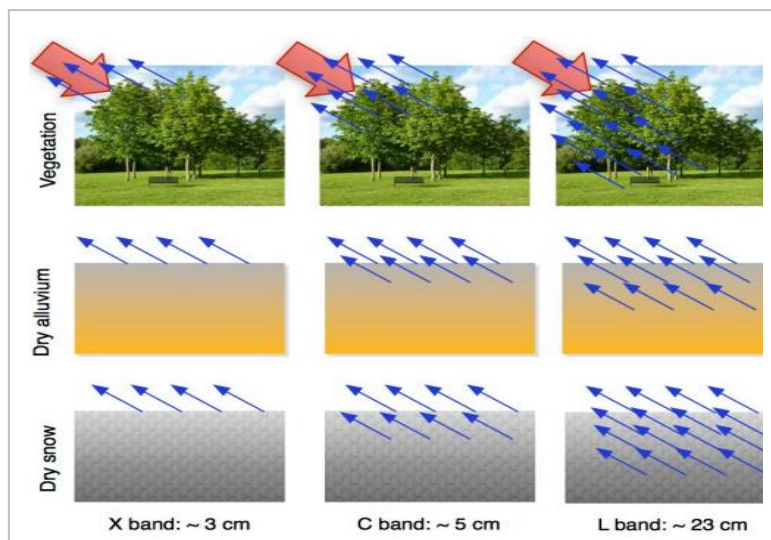 Vegetation
Dry alluvium
Dry snow
X band: ~ 3 cm
C band: ~ 5 cm
L band: ~ 23 cm